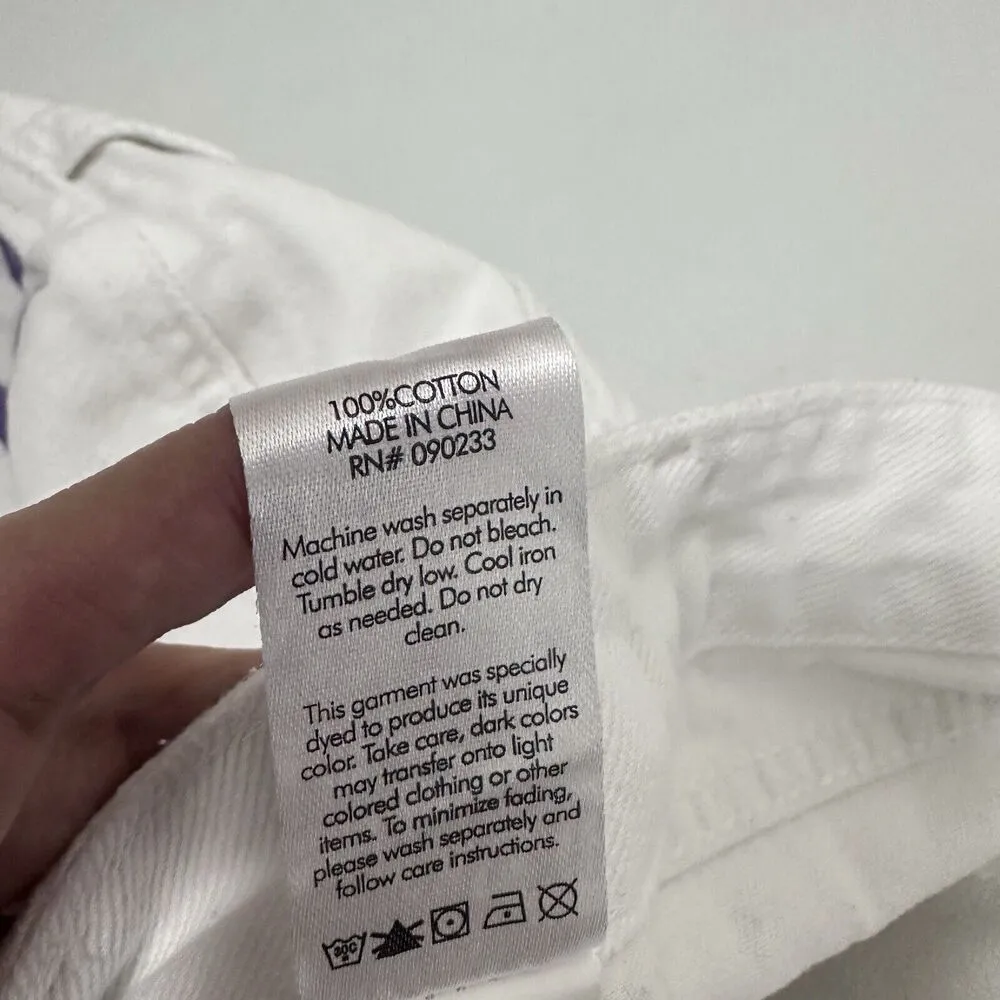 100%COTTON
MADE IN CHINA
RN# 090233
Machine wash separately in
cold water. Do not bleach.
Tumble dry low. Cool iron
as needed. Do not dry
clean.
This garment was specially
dyed to produce its unique
color. Take care, dark colors
may transfer onto light
colored clothing or other
items. To minimize fading,
please wash separately and
follow care instructions.
30C